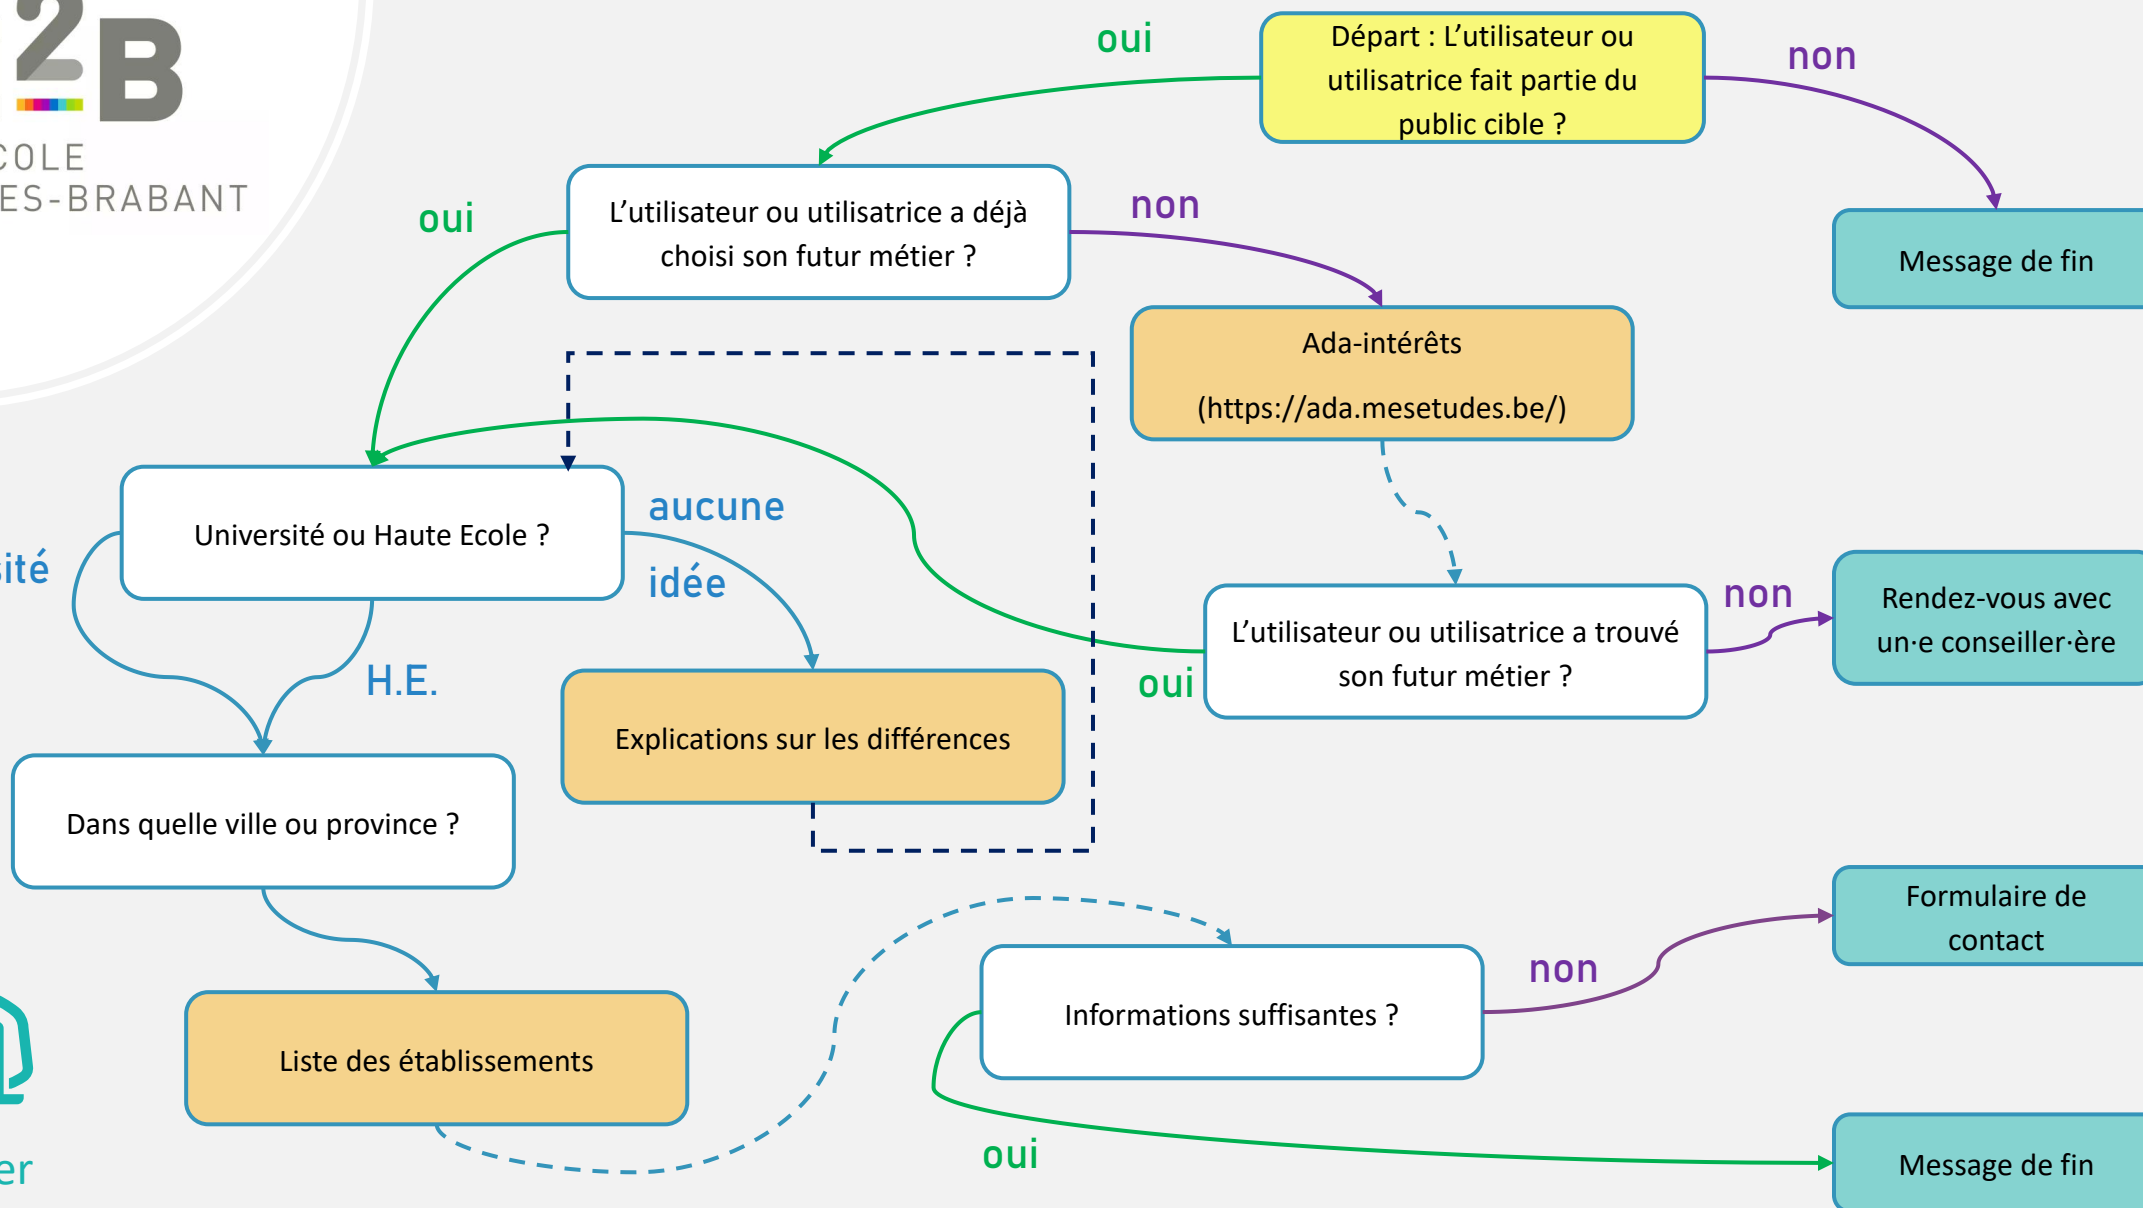 2B
ES-BRABANT
oui
Départ : L'utilisateur ou
utilisatrice fait partie du
public cible ?
non
oui
L'utilisateur ou utilisatrice a déjà
choisi son futur métier ?
non
Message de fin
Ada-intérêts
(https://ada.mesetudes.be/)
Université ou Haute Ecole ?
aucune
idée
H.E.
L'utilisateur ou utilisatrice a trouvé
son futur métier ?
non
oui
Rendez-vous avec
un·e conseiller·ère
Explications sur les différences
Dans quelle ville ou province ?
Formulaire de
contact
Informations suffisantes ?
non
Liste des établissements
oui
Message de fin